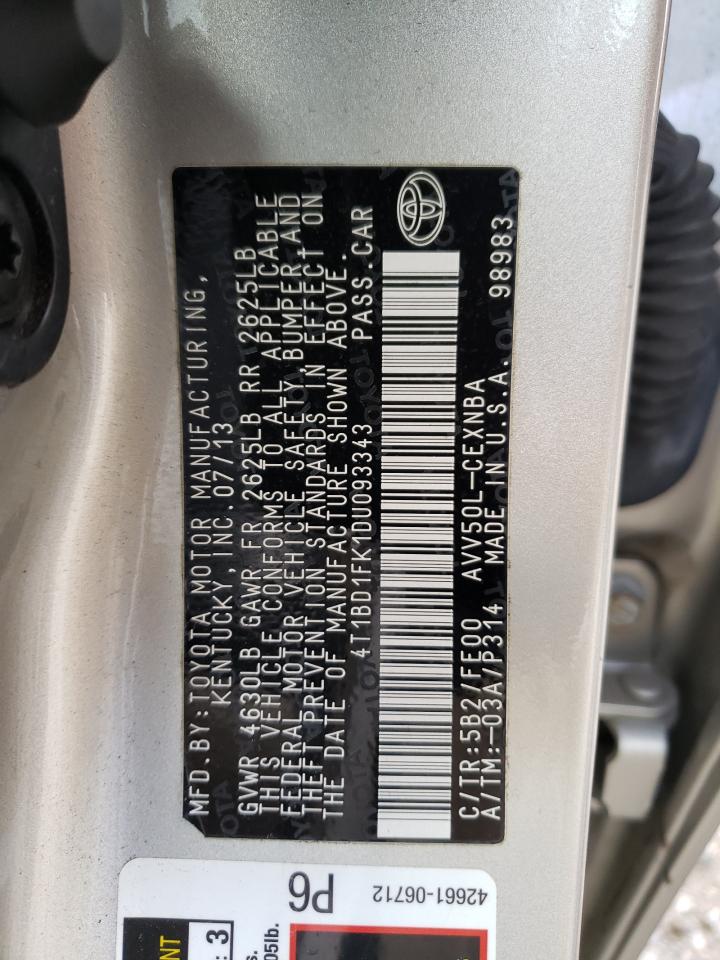 MFD.BY:TOYOTA MOTOR MANUFACTURING,
KENTUCKY, INC.07/13
GVWR 4630LB GAWR FR 2625LB RR 2625LB
THIS VEHICLE CONFORMS TO ALL APPLICABLE
FEDERAL MOTOR VEHICLE SAFETY,BUMPER,AND
THEFT PREVENTION STANDARDS IN EFFECT ON
THE DATE OF MANUFACTURE SHOWN ABOVE.
4T1BD1FK1DU093343 PASS.CAR
C/TR:5B2/FE00 AVV50L-CEXNBA
A/TM:-03A/P314 MADE IN U.S.A. 98983
42661-06712
P6
3
05lb.